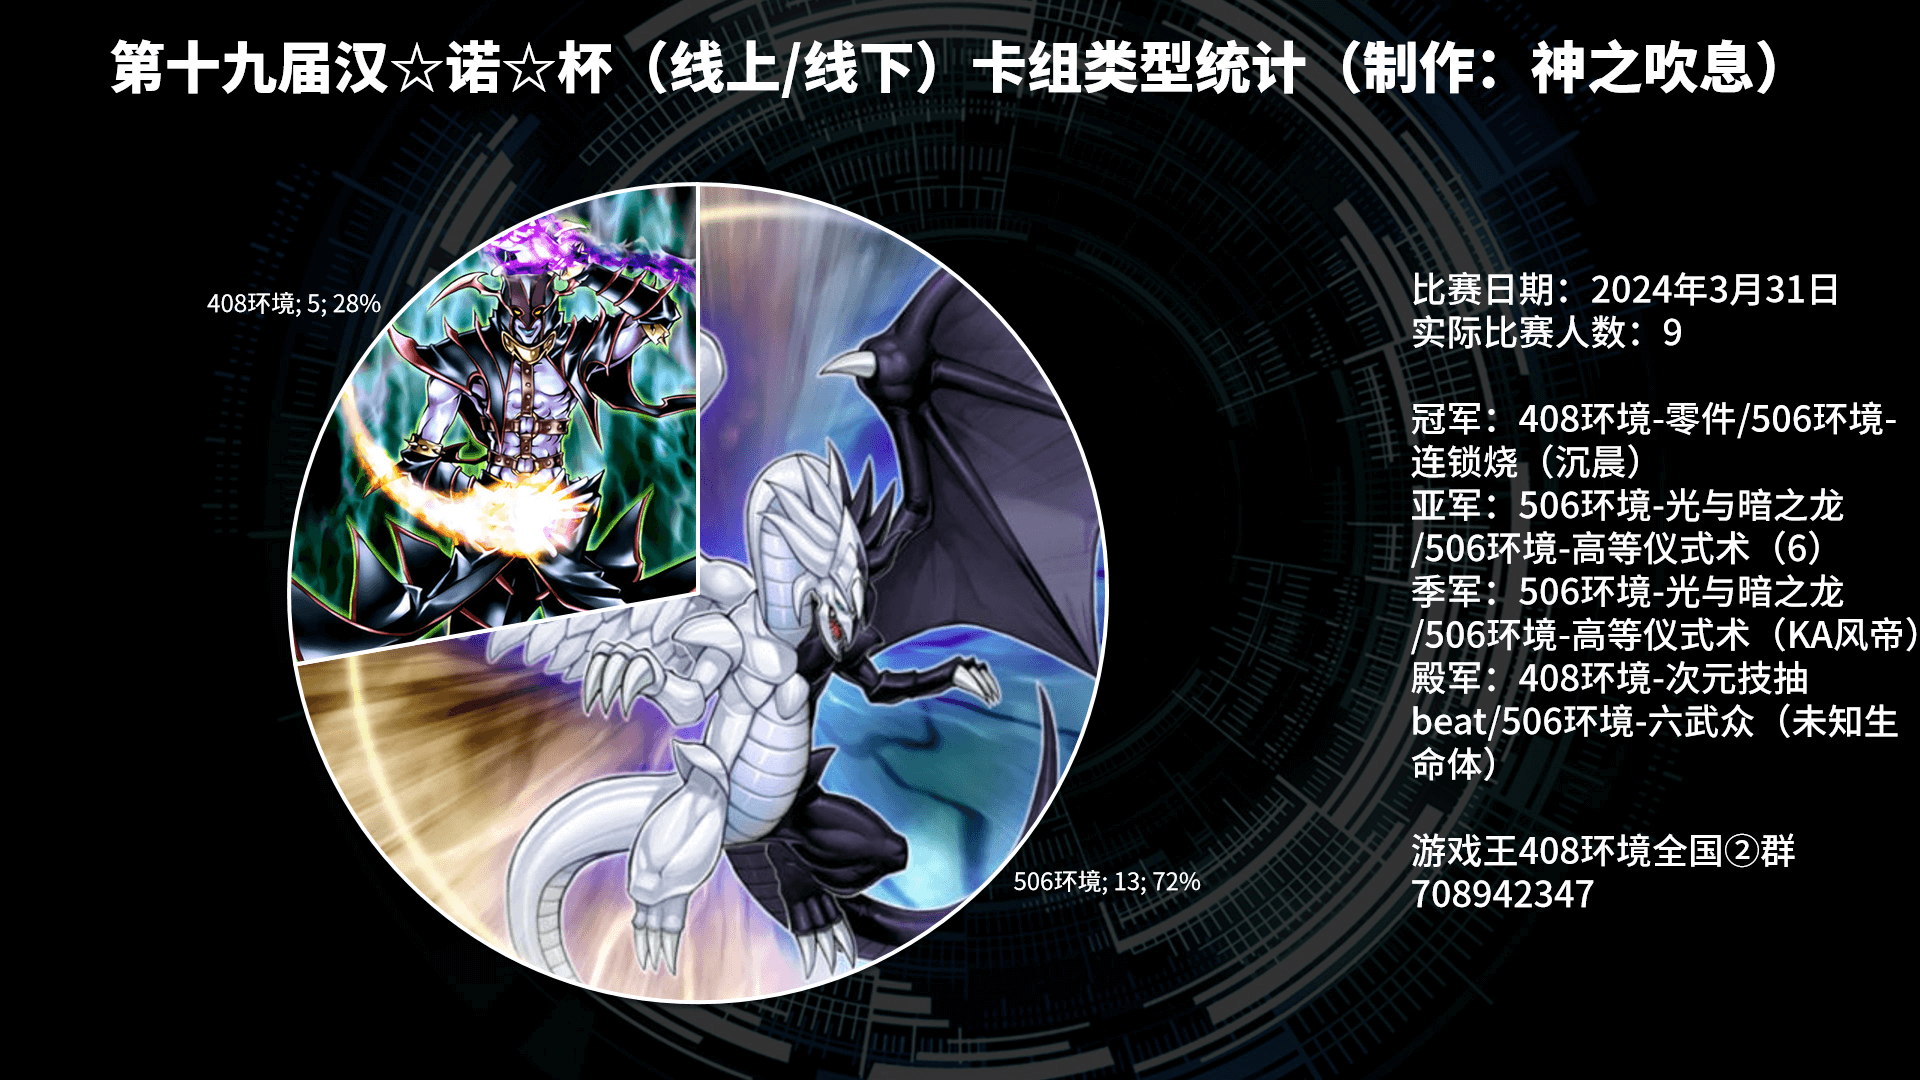 第十九届汉☆诺☆杯（线上/线下）卡组类型统计（制作：神之吹息）
408环境; 5; 28%
506环境; 13; 72%
比赛日期：2024年3月31日
实际比赛人数：9
冠军：408环境-零件/506环境-
连锁烧（沉晨）
亚军：506环境-光与暗之龙
/506环境-高等仪式术（6）
季军：506环境-光与暗之龙
/506环境-高等仪式术（KA风帝）
殿军：408环境-次元技抽
beat/506环境-六武众（未知生
命体）
游戏王408环境全国②群
708942347